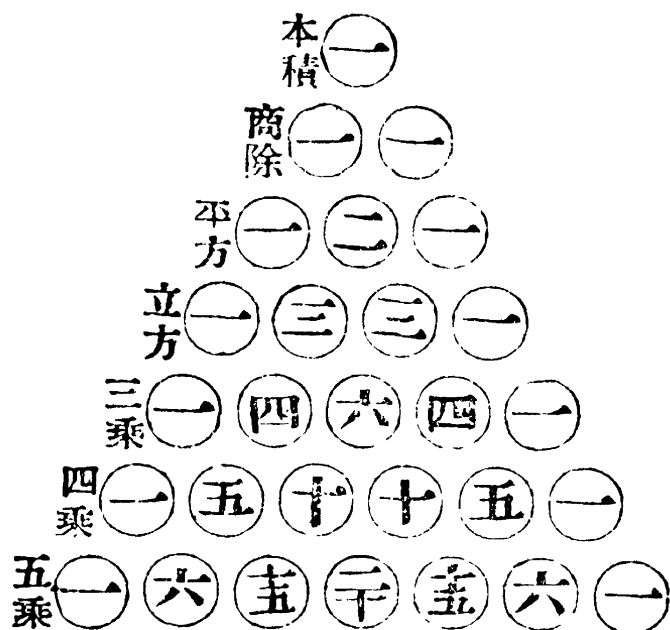 本積 一
商除 一 一
平方 一 二 一
立方 一 三 三 一
三乘 一 四 六 四 一
四乘 一 五 十 十 五 一
五乘 一 六 十五 二十 十五 六 一